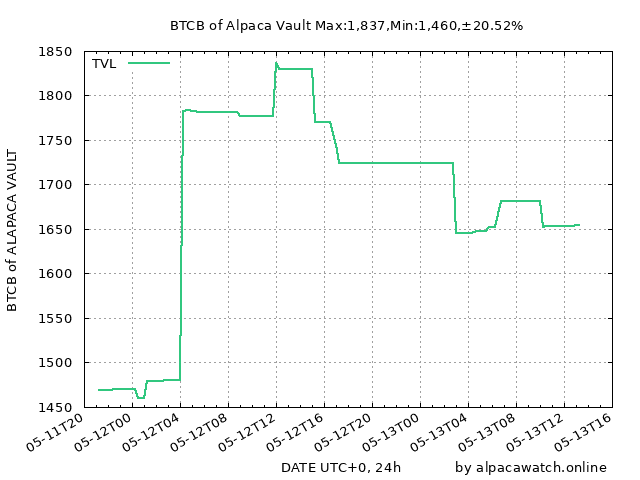 BTCB of Alpaca Vault Max:1,837,Min:1,460,±20.52%
TVL
1850
1800
1750
1700
1650
1600
1550
1500
1450
BTCB of ALAPACA VAULT
05-11T20
05-12T00
05-12T04
05-12T08
05-12T12
05-12T16
05-12T20
05-13T00
05-13T04
05-13T08
05-13T12
05-13T16
DATE UTC+0, 24h
by alpacawatch.online